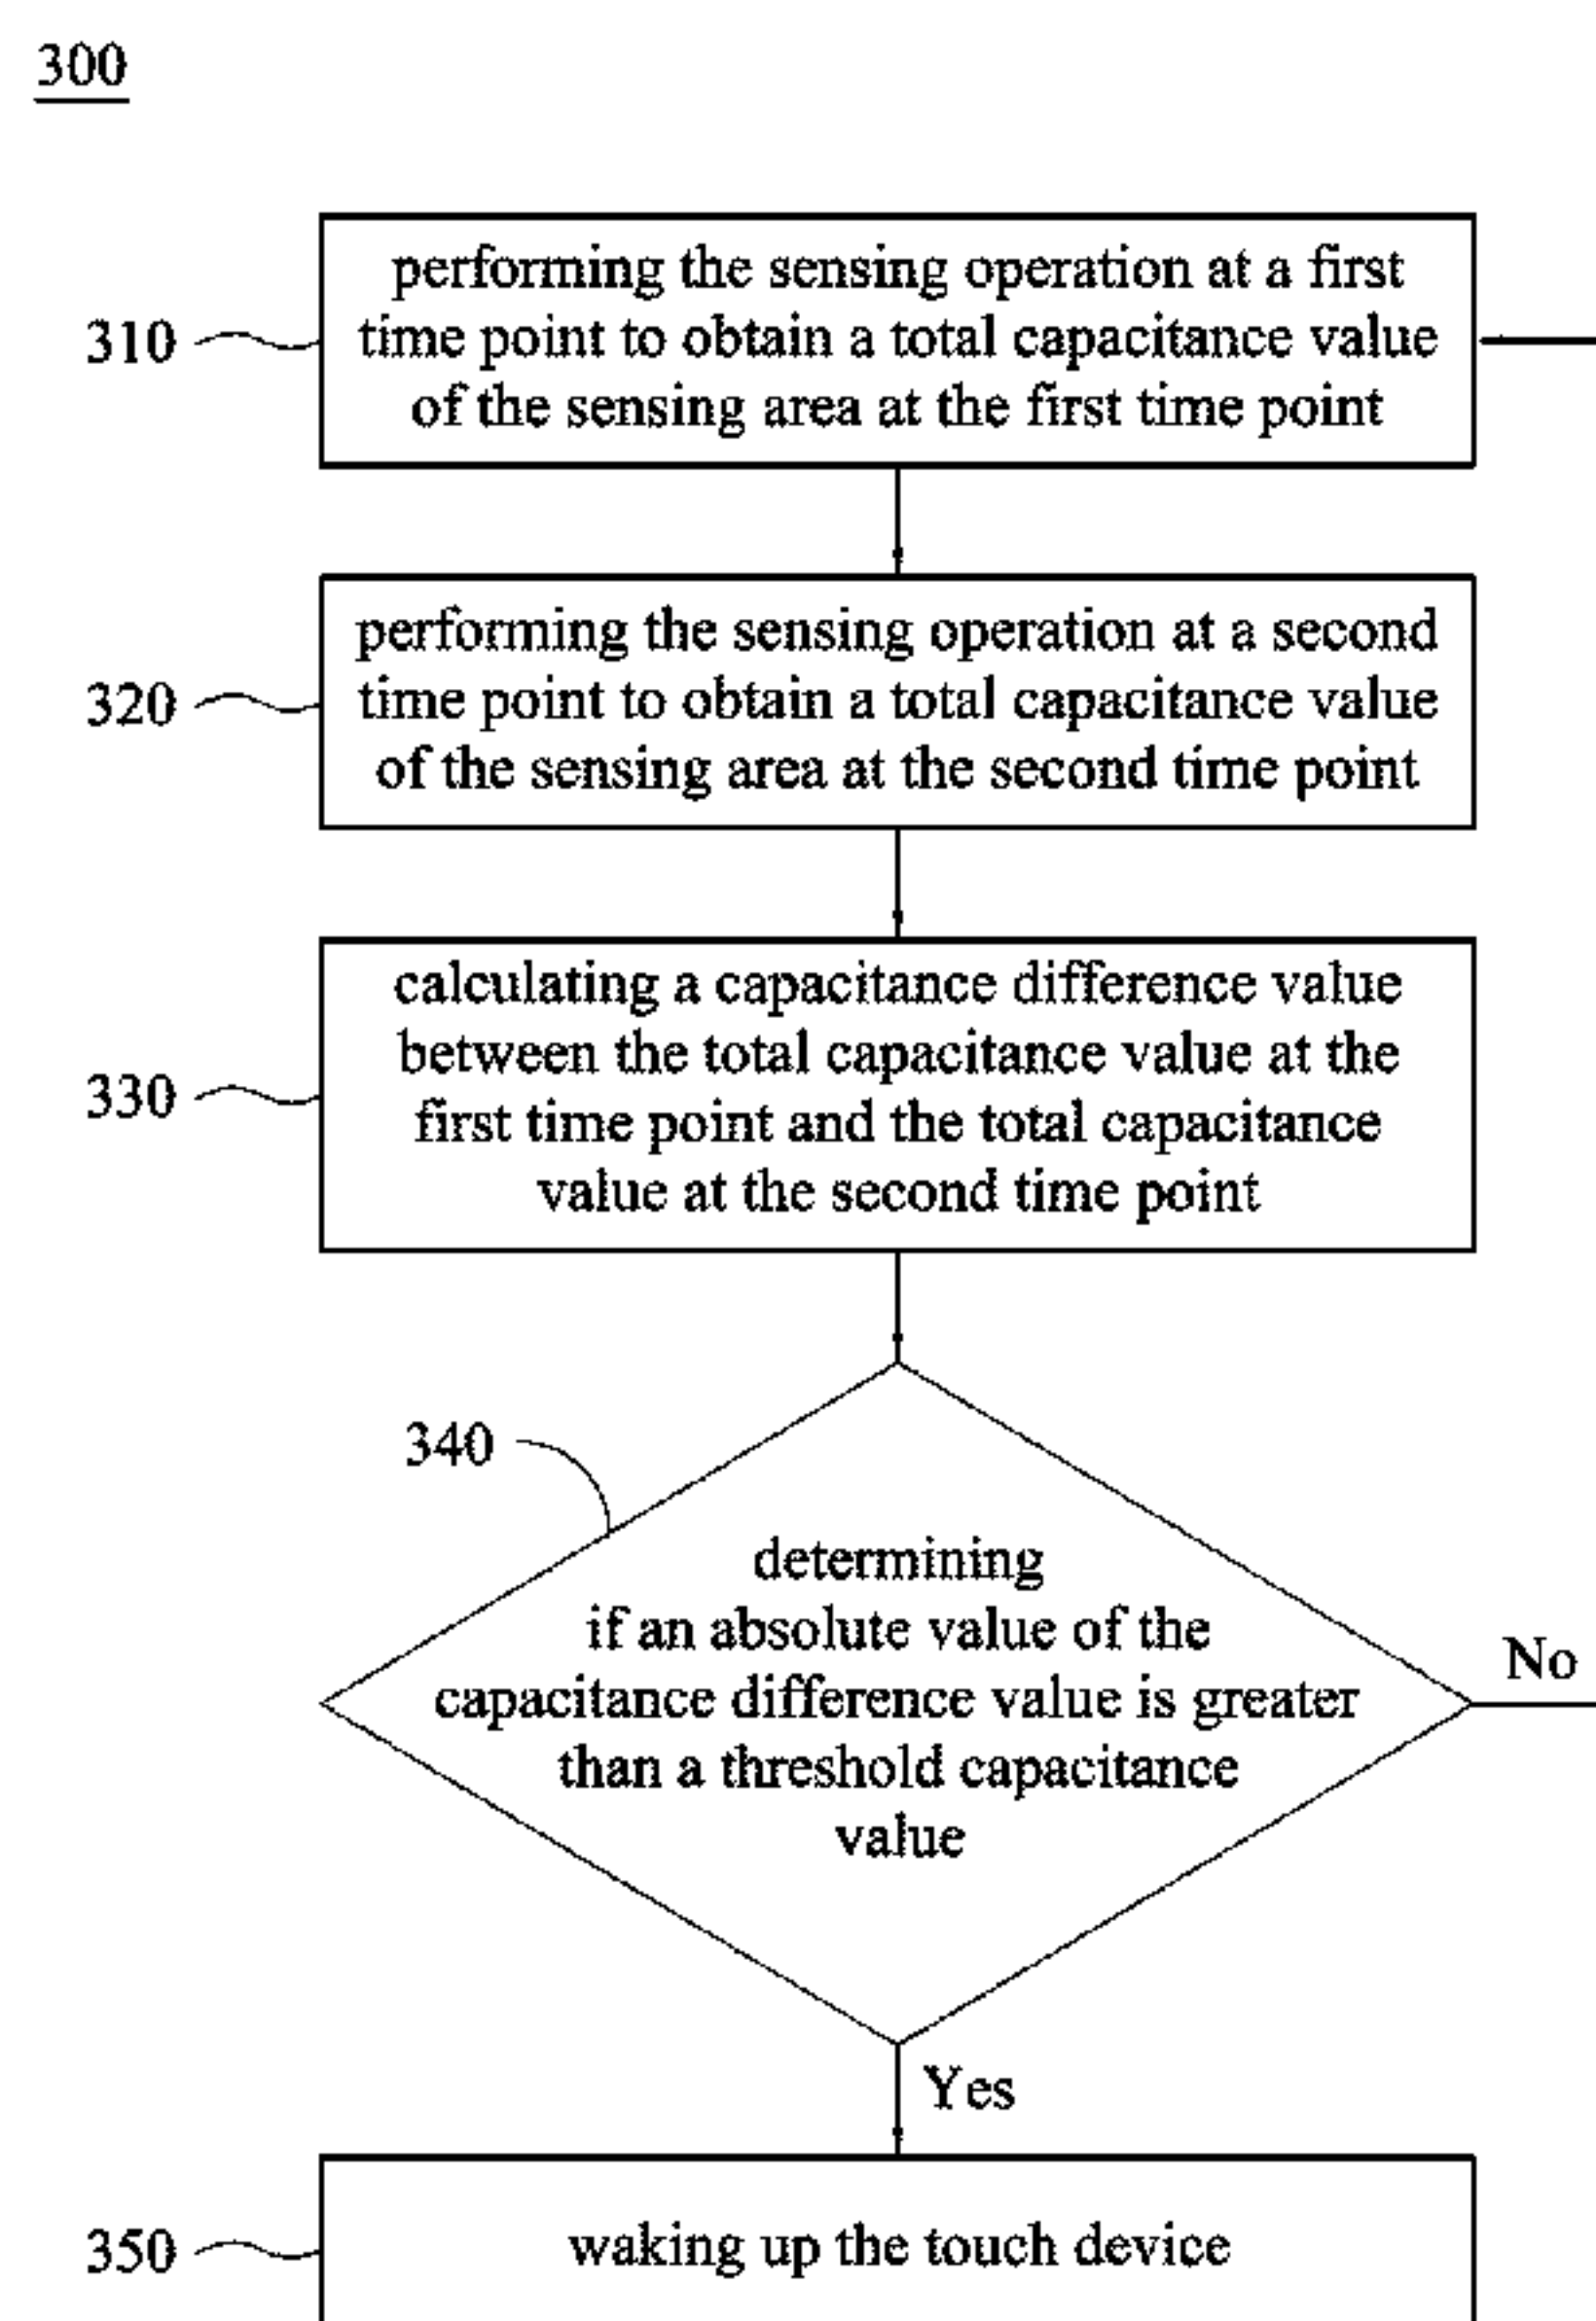 300
performing the sensing operation at a first
time point to obtain a total capacitance value
of the sensing area at the first time point
310
performing the sensing operation at a second
time point to obtain a total capacitance value
of the sensing area at the second time point
320
calculating a capacitance difference value
between the total capacitance value at the
first time point and the total capacitance
value at the second time point
330
340
determining
if an absolute value of the
capacitance difference value is greater
than a threshold capacitance
value
No
Yes
waking up the touch device
350